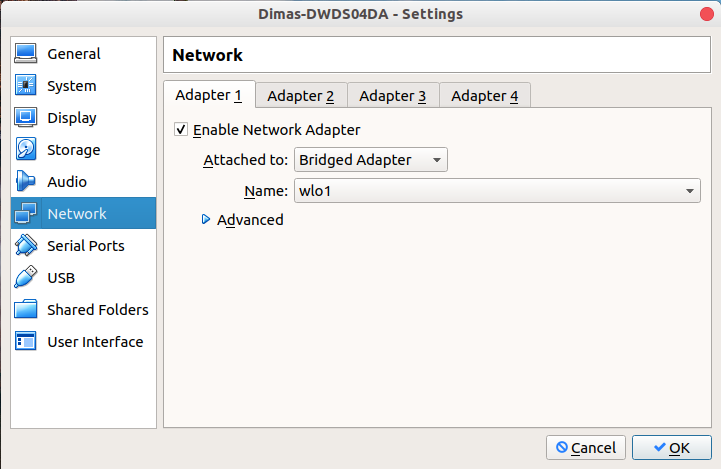 Dimas-DWDS04DA - Settings
General
System
Display
Storage
Audio
Network
Serial Ports
USB
Shared Folders
User Interface
Network
Adapter 1 Adapter 2 Adapter 3 Adapter 4
Enable Network Adapter
Attached to: Bridged Adapter
Name: wlo1
Advanced
Cancel OK